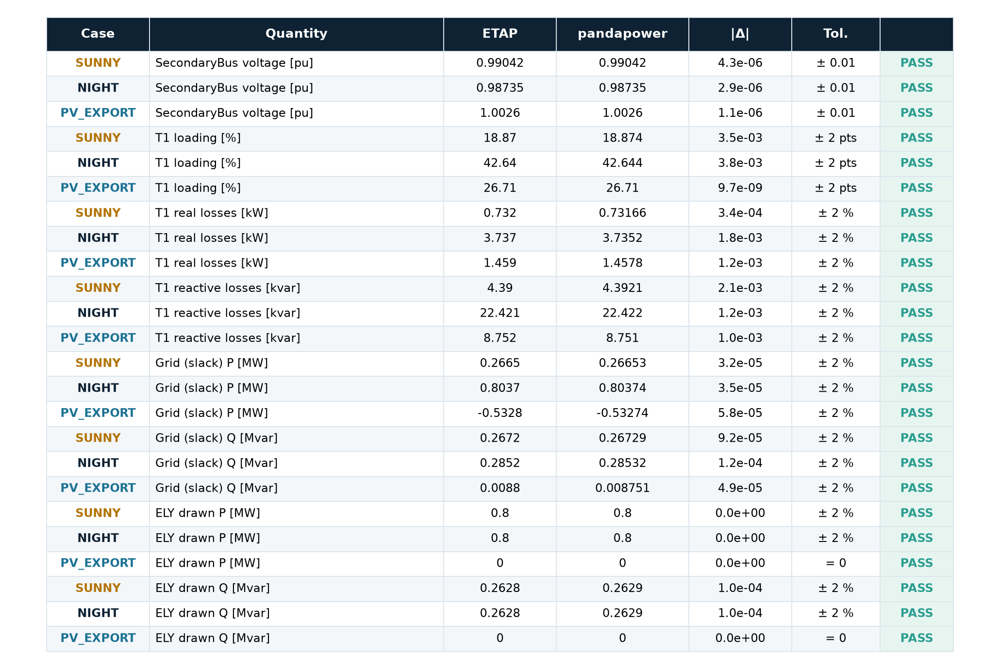 Case Quantity ETAP pandapower |Δ| Tol.
SUNNY SecondaryBus voltage [pu] 0.99042 0.99042 4.3e-06 ± 0.01 PASS
NIGHT SecondaryBus voltage [pu] 0.98735 0.98735 2.9e-06 ± 0.01 PASS
PV_EXPORT SecondaryBus voltage [pu] 1.0026 1.0026 1.1e-06 ± 0.01 PASS
SUNNY T1 loading [%] 18.87 18.874 3.5e-03 ± 2 pts PASS
NIGHT T1 loading [%] 42.64 42.644 3.8e-03 ± 2 pts PASS
PV_EXPORT T1 loading [%] 26.71 26.71 9.7e-09 ± 2 pts PASS
SUNNY T1 real losses [kW] 0.732 0.73166 3.4e-04 ± 2 % PASS
NIGHT T1 real losses [kW] 3.737 3.7352 1.8e-03 ± 2 % PASS
PV_EXPORT T1 real losses [kW] 1.459 1.4578 1.2e-03 ± 2 % PASS
SUNNY T1 reactive losses [kvar] 4.39 4.3921 2.1e-03 ± 2 % PASS
NIGHT T1 reactive losses [kvar] 22.421 22.422 1.2e-03 ± 2 % PASS
PV_EXPORT T1 reactive losses [kvar] 8.752 8.751 1.0e-03 ± 2 % PASS
SUNNY Grid (slack) P [MW] 0.2665 0.26653 3.2e-05 ± 2 % PASS
NIGHT Grid (slack) P [MW] 0.8037 0.80374 3.5e-05 ± 2 % PASS
PV_EXPORT Grid (slack) P [MW] -0.5328 -0.53274 5.8e-05 ± 2 % PASS
SUNNY Grid (slack) Q [Mvar] 0.2672 0.26729 9.2e-05 ± 2 % PASS
NIGHT Grid (slack) Q [Mvar] 0.2852 0.28532 1.2e-04 ± 2 % PASS
PV_EXPORT Grid (slack) Q [Mvar] 0.0088 0.008751 4.9e-05 ± 2 % PASS
SUNNY ELY drawn P [MW] 0.8 0.8 0.0e+00 ± 2 % PASS
NIGHT ELY drawn P [MW] 0.8 0.8 0.0e+00 ± 2 % PASS
PV_EXPORT ELY drawn P [MW] 0 0 0.0e+00 = 0 PASS
SUNNY ELY drawn Q [Mvar] 0.2628 0.2629 1.0e-04 ± 2 % PASS
NIGHT ELY drawn Q [Mvar] 0.2628 0.2629 1.0e-04 ± 2 % PASS
PV_EXPORT ELY drawn Q [Mvar] 0 0 0.0e+00 = 0 PASS